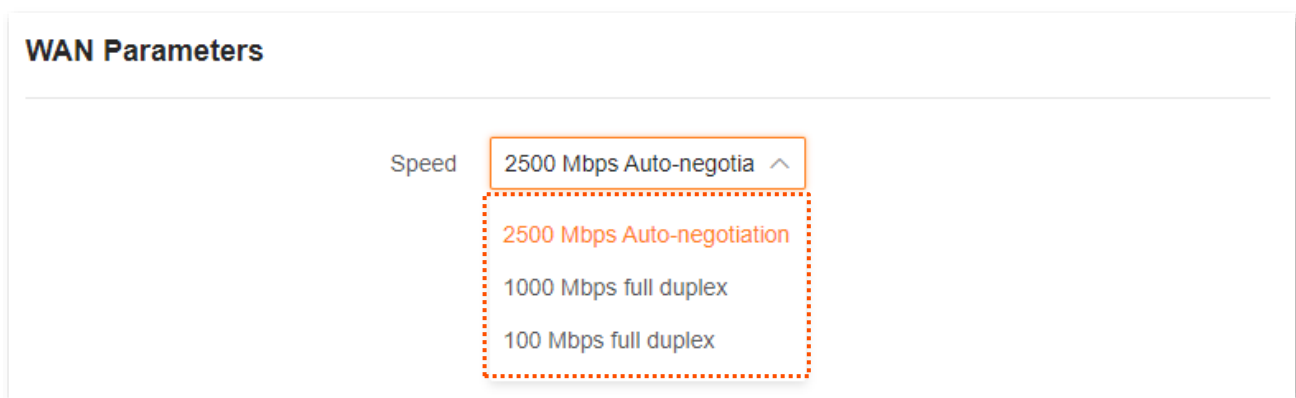 WAN Parameters
Speed 2500 Mbps Auto-negotia
2500 Mbps Auto-negotiation
1000 Mbps full duplex
100 Mbps full duplex